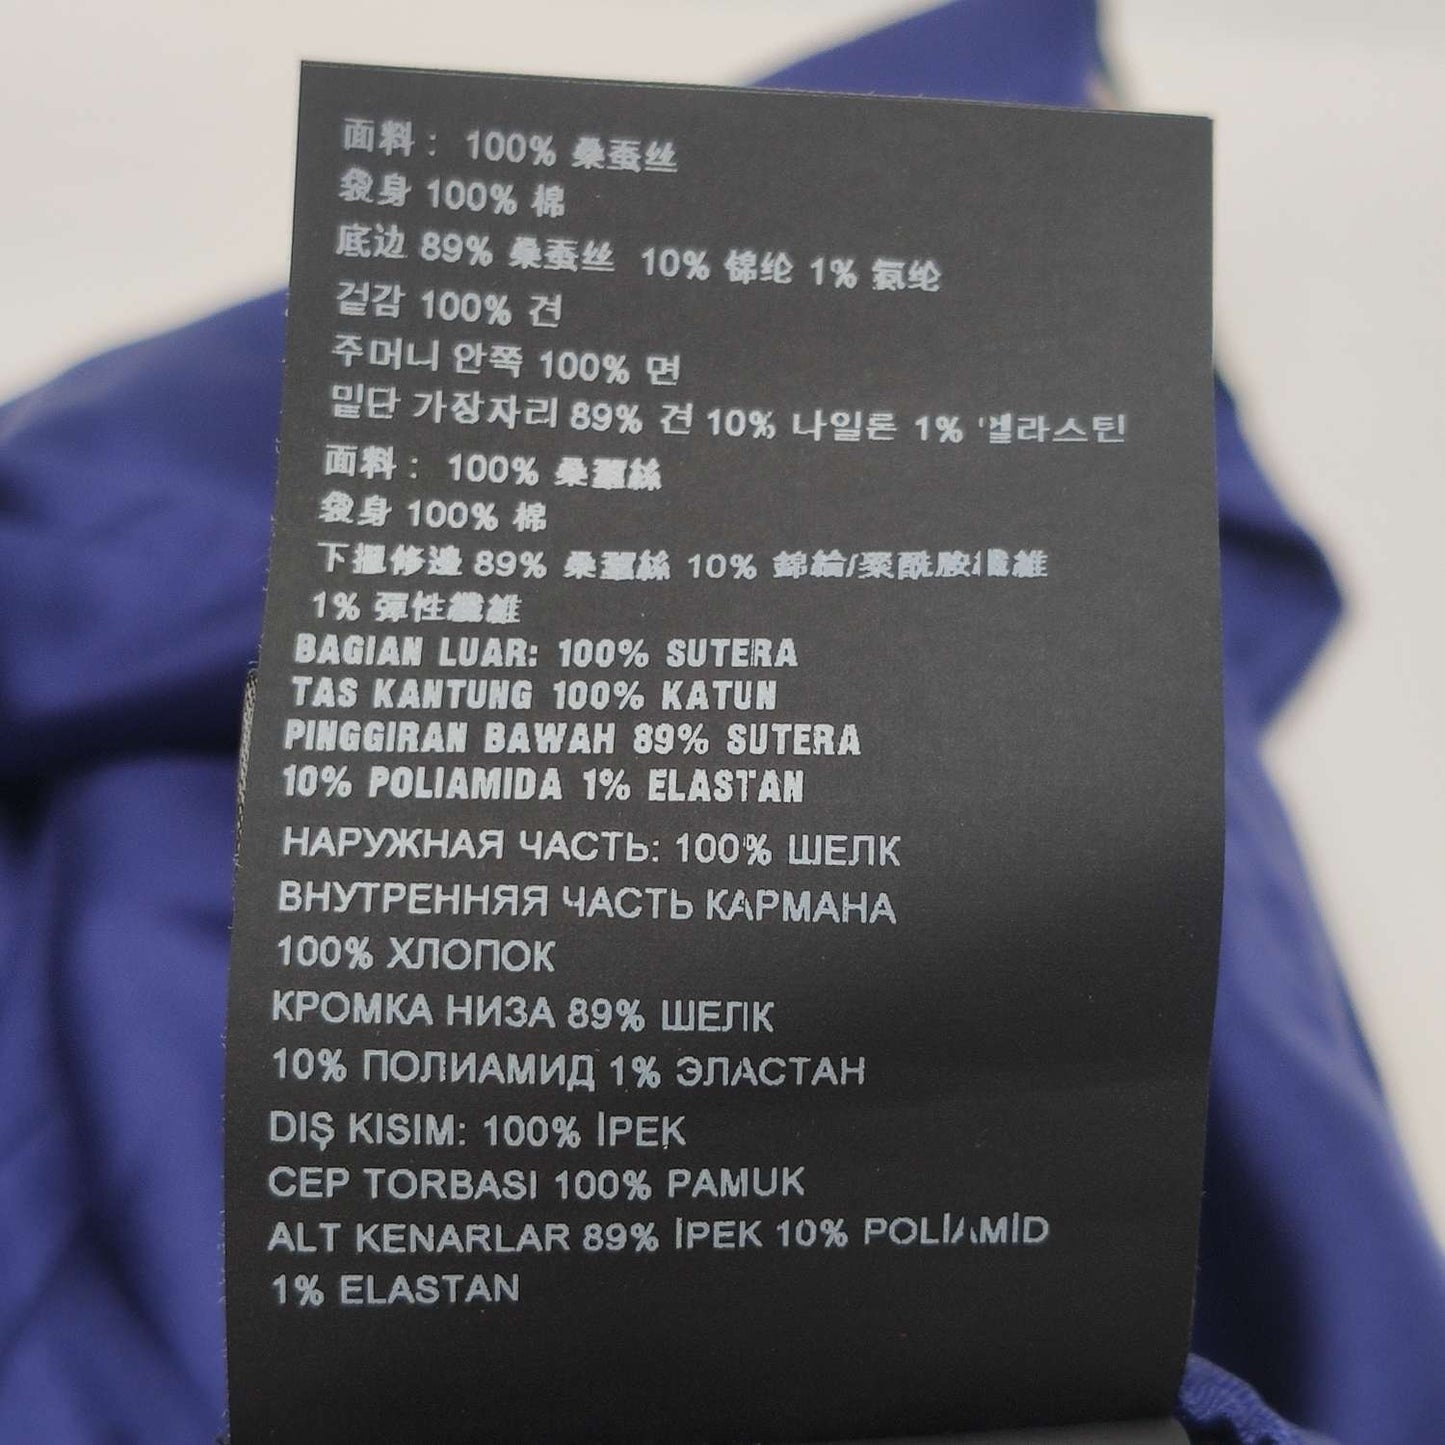 面料： 100% 桑蚕丝
袋身 100% 棉
底边 89% 桑蚕丝 10% 锦纶 1% 氨纶
겉감 100% 견
주머니 안쪽 100% 면
밑단 가장자리 89% 견 10% 나일론 1% 엘라스틴
面料： 100% 桑蠶絲
袋身 100% 棉
下擺修邊 89% 桑蠶絲 10% 錦綸/聚酰胺纖維
1% 彈性纖維
BAGIAN LUAR: 100% SUTERA
TAS KANTUNG 100% KATUN
PINGGIRAN BAWAH 89% SUTERA
10% POLIAMIDA 1% ELASTAN
НАРУЖНАЯ ЧАСТЬ: 100% ШЕЛК
ВНУТРЕННЯЯ ЧАСТЬ КАРМАНА
100% ХЛОПОК
КРОМКА НИЗА 89% ШЕЛК
10% ПОЛИАМИД 1% ЭЛАСТАН
DIŞ KISIM: 100% İPEK
CEP TORBASI 100% PAMUK
ALT KENARLAR 89% İPEK 10% POLİAMİD
1% ELASTAN